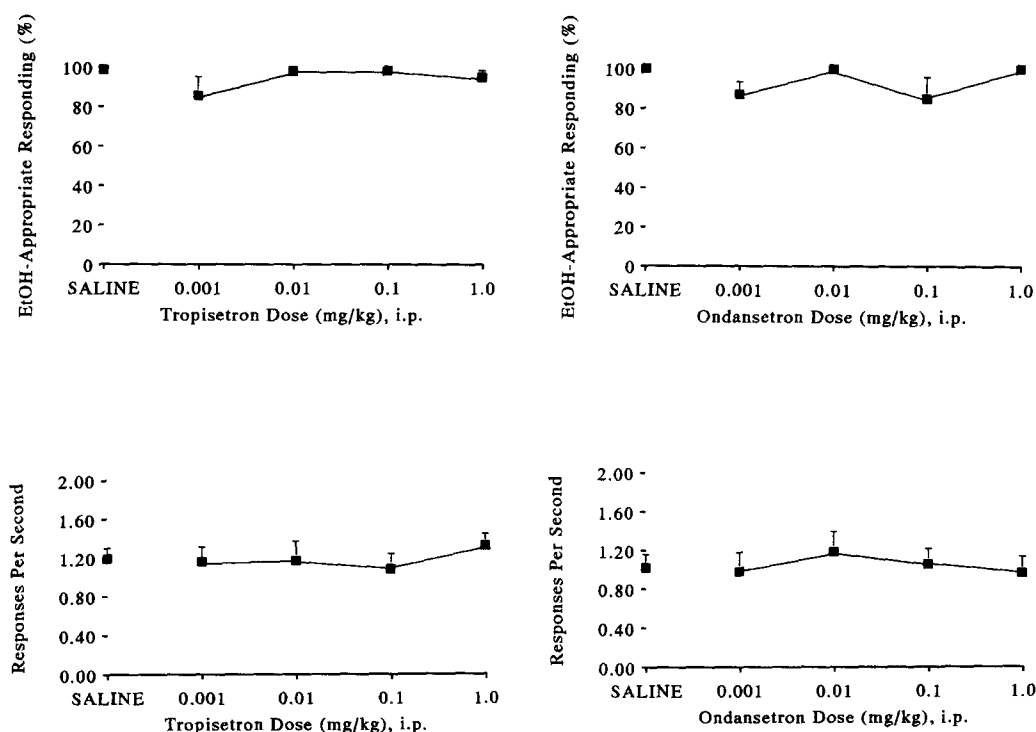 EtOH-Appropriate Responding (%)
100
80
60
40
20
0
SALINE 0.001 0.01 0.1 1.0
Tropisetron Dose (mg/kg), i.p.
EtOH-Appropriate Responding (%)
100
80
60
40
20
0
SALINE 0.001 0.01 0.1 1.0
Ondansetron Dose (mg/kg), i.p.
Responses Per Second
2.00
1.60
1.20
0.80
0.40
0.00
SALINE 0.001 0.01 0.1 1.0
Tropisetron Dose (mg/kg), i.p.
Responses Per Second
2.00
1.60
1.20
0.80
0.40
0.00
SALINE 0.001 0.01 0.1 1.0
Ondansetron Dose (mg/kg), i.p.